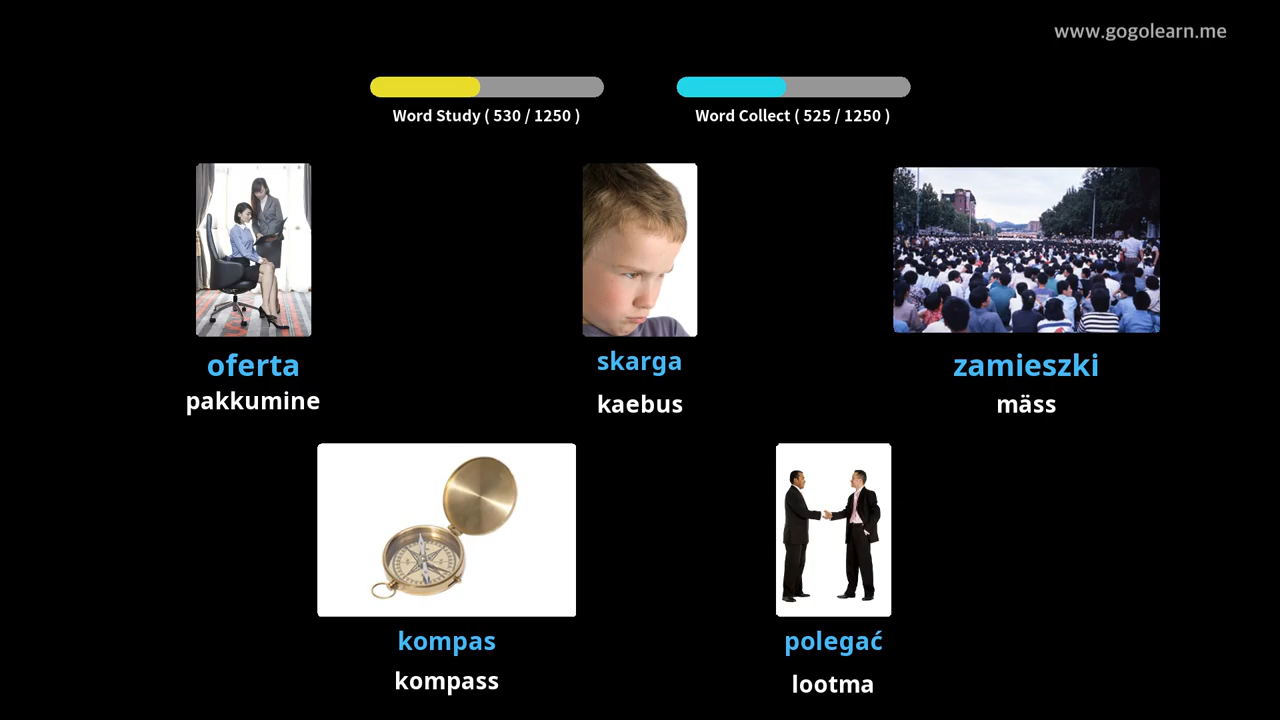 www.gogolearn.me
Word Study ( 530 / 1250 )
Word Collect ( 525 / 1250 )
oferta
pakkumine
skarga
kaebus
zamieszki
mäss
kompas
kompass
polegać
lootma